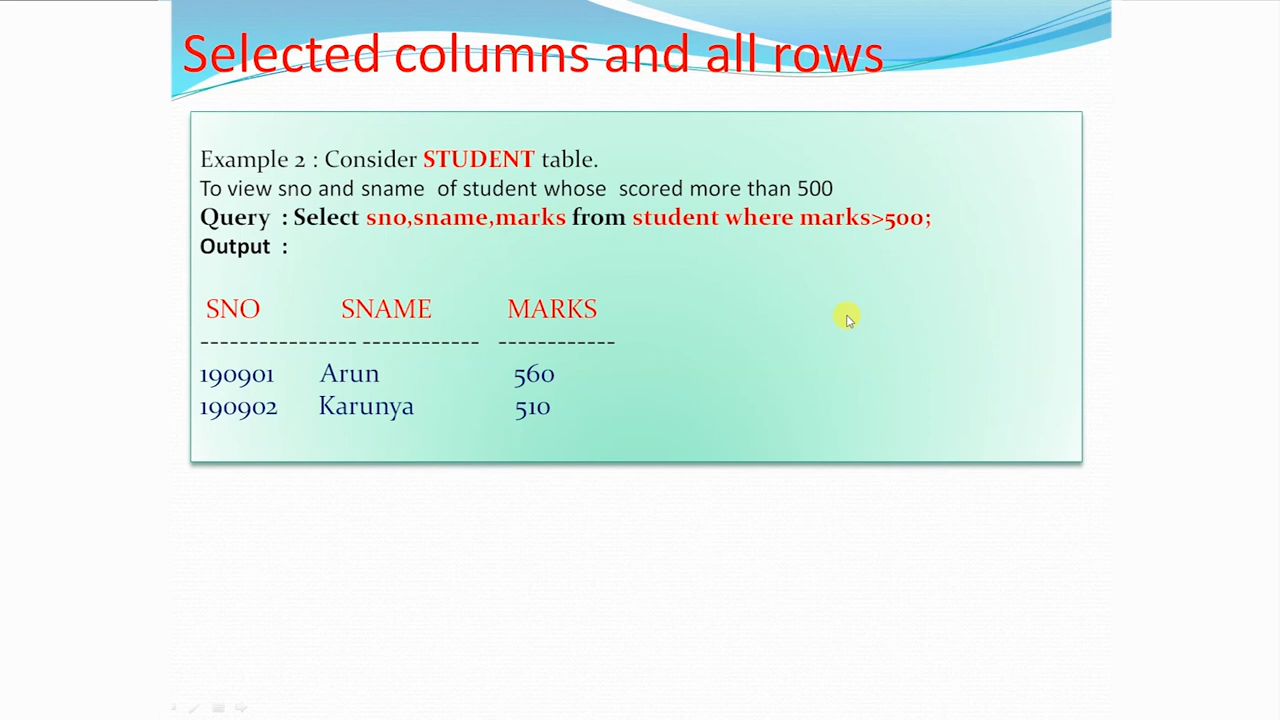 Selected columns and all rows
Example 2 : Consider STUDENT table.
To view sno and sname of student whose scored more than 500
Query : Select sno,sname,marks from student where marks>500;
Output :
SNO SNAME MARKS
---------------- ------------ ------------
190901 Arun 560
190902 Karunya 510